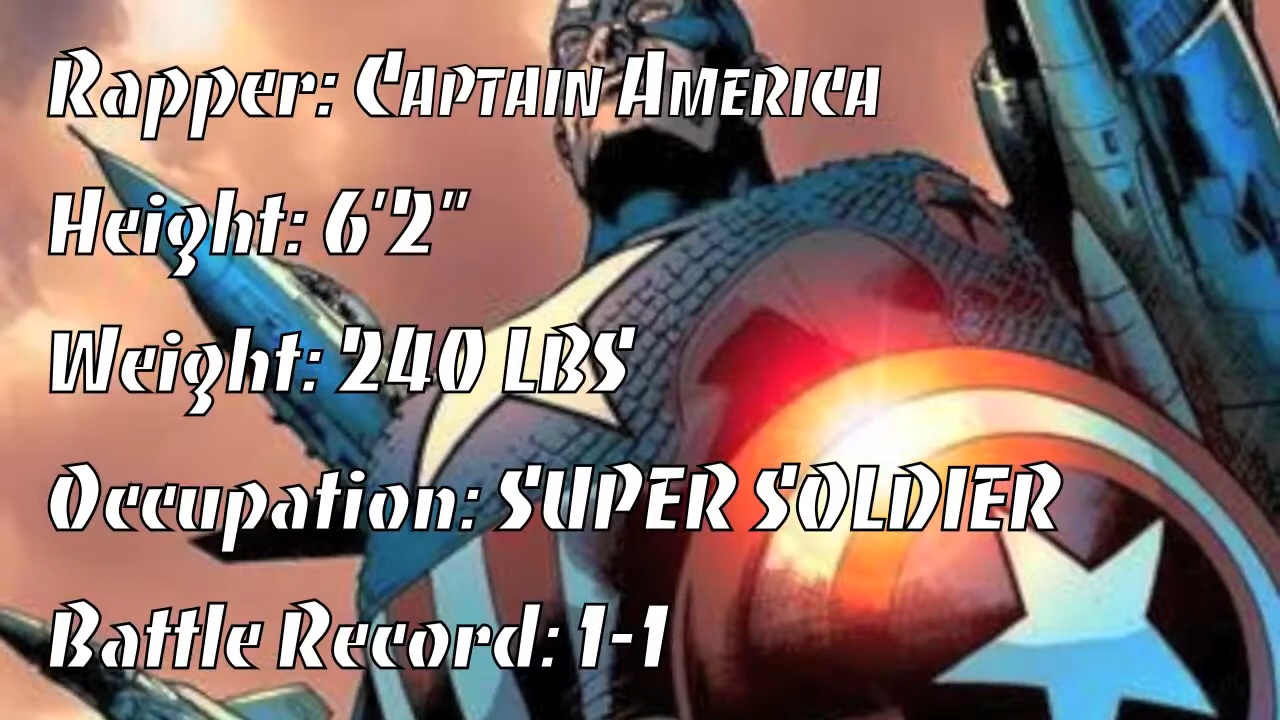 Rapper: Captain America
Height: 6'2"
Weight: 240 LBS
Occupation: SUPER SOLDIER
Battle Record: 1-1